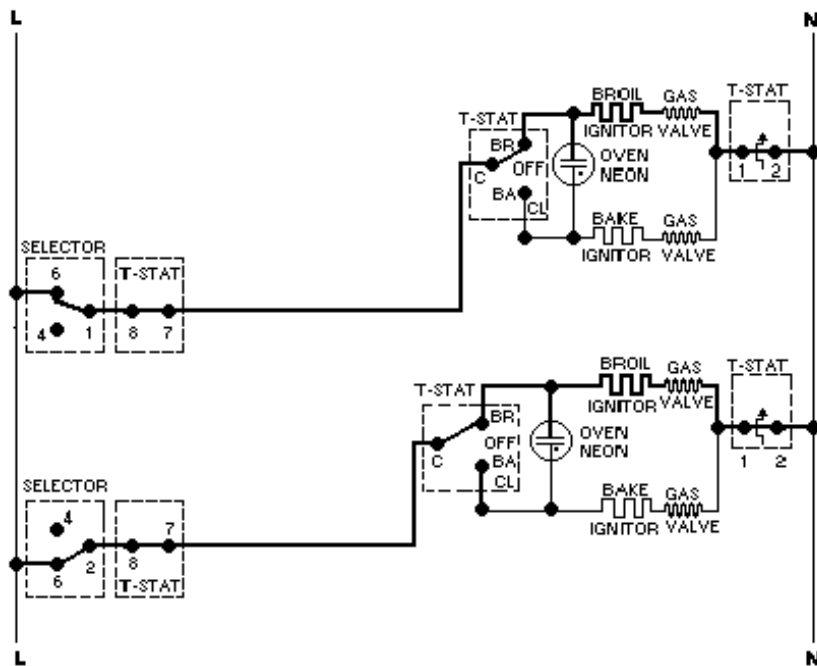 L
N
BROIL
GAS
T-STAT
T-STAT
IGNITOR
VALVE
BR
OFF
OVEN
NEON
C
1
2
BA
CL
BAKE
GAS
IGNITOR
VALVE
SELECTOR
6
T-STAT
4
1
8
7
BROIL
GAS
T-STAT
T-STAT
IGNITOR
VALVE
BR
OFF
OVEN
NEON
C
1
2
BA
CL
BAKE
GAS
IGNITOR
VALVE
SELECTOR
4
7
6
2
8
T-STAT
L
N